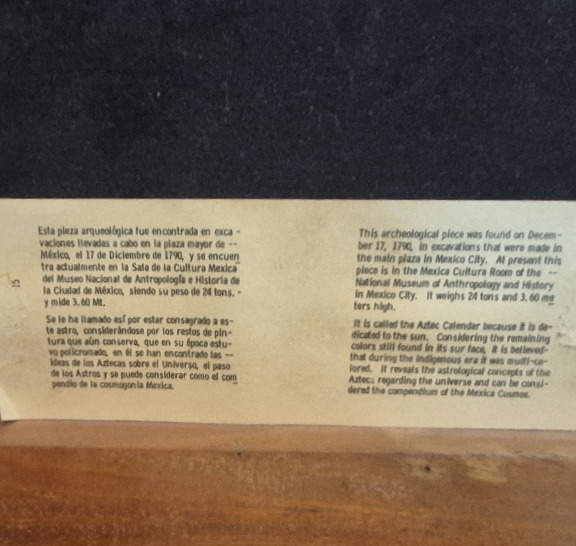 Esta pieza arqueológica fue encontrada en exca -
vaciones llevadas a cabo en la plaza mayor de --
México, el 17 de Diciembre de 1790, y se encuen
tra actualmente en la Sala de la Cultura Mexica
del Museo Nacional de Antropología e Historia de
la Ciudad de México, siendo su peso de 24 tons. -
y mide 3.60 Mt.
Se le ha llamado así por estar consagrado a es-
te astro, considerándose por los restos de pin-
tura que aún conserva, que en su época estu-
vo policromado, en él se han encontrado las --
ideas de los Aztecas sobre el Universo, el paso
de los Astros y se puede considerar como el com
pendio de la cosmogonía Mexica.
15
This archeological piece was found on Decem-
ber 17, 1790, in excavations that were made in
the main plaza in Mexico City. At present this
piece is in the Mexica Cultura Room of the --
National Museum of Anthropology and History
in Mexico City. It weighs 24 tons and 3.60 me
ters high.
It is called the Aztec Calendar because it is de-
dicated to the sun. Considering the remaining
colors still found in its sur face, it is believed-
that during the indigenous era it was multi-co-
lored. It reveals the astrological concepts of the
Aztecs regarding the universe and can be consi-
dered the compendium of the Mexica Cosmos.